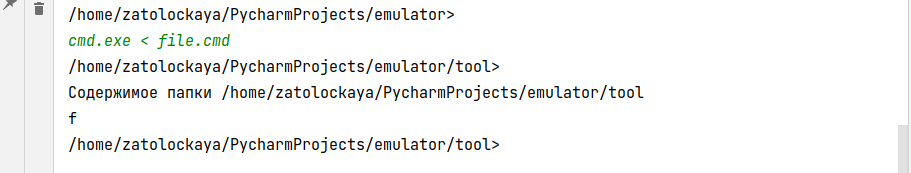 /home/zatolockaya/PycharmProjects/emulator>
cmd.exe < file.cmd
/home/zatolockaya/PycharmProjects/emulator/tool>
Содержимое папки /home/zatolockaya/PycharmProjects/emulator/tool
f
/home/zatolockaya/PycharmProjects/emulator/tool>